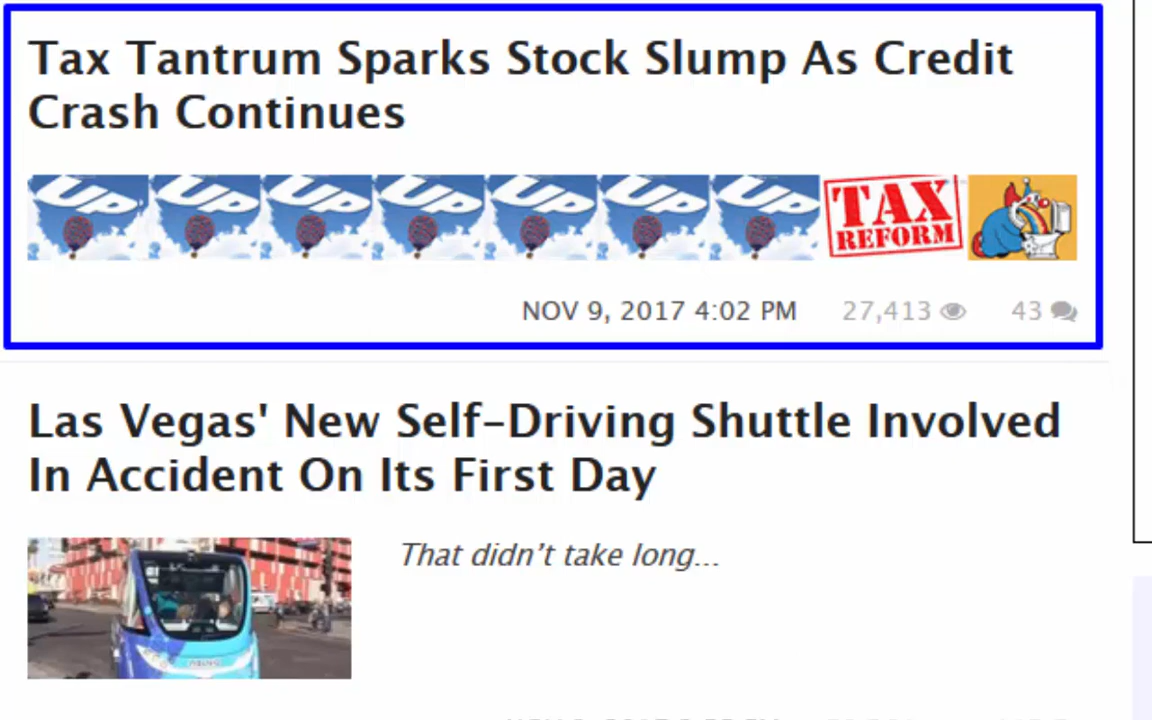 Tax Tantrum Sparks Stock Slump As Credit
Crash Continues
UP UP UP UP UP UP UP TAX
REFORM
NOV 9, 2017 4:02 PM 27,413 43
Las Vegas' New Self-Driving Shuttle Involved
In Accident On Its First Day
That didn’t take long...